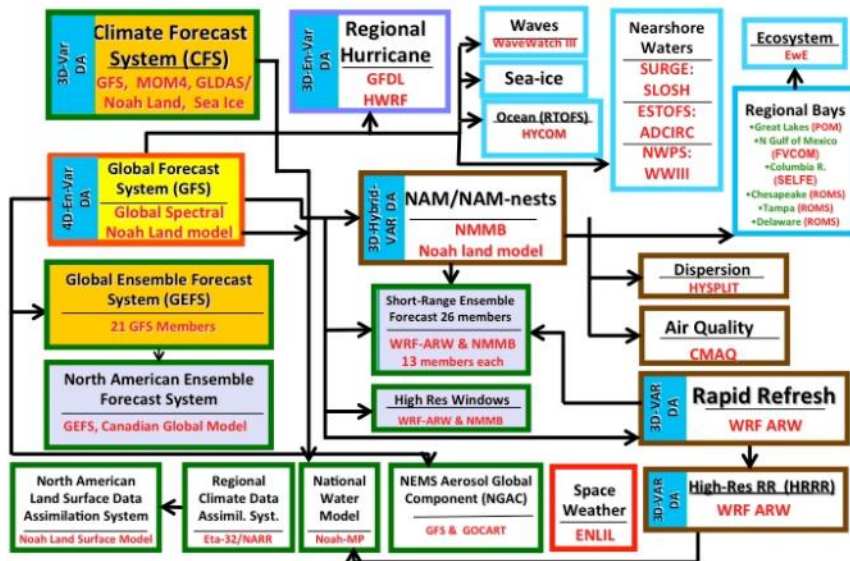 3D-Var
DA
Climate Forecast
System (CFS)
GFS, MOM4, GLDAS/
Noah Land, Sea Ice
3D-En-Var
DA
Regional
Hurricane
GFDL
HWRF
Waves
WaveWatch III
Sea-ice
Ocean (RTOFS)
HYCOM
Nearshore
Waters
SURGE:
SLOSH
ESTOFS:
ADCIRC
NWPS:
WWIII
Ecosystem
EwE
Regional Bays
•Great Lakes (POM)
•N Gulf of Mexico
(FVCOM)
•Columbia R.
(SELFE)
•Chesapeake (ROMS)
•Tampa (ROMS)
•Delaware (ROMS)
4D-En-Var
DA
Global Forecast
System (GFS)
Global Spectral
Noah Land model
3D-Hybrid-
VAR DA
NAM/NAM-nests
NMMB
Noah land model
Dispersion
HYSPLIT
Air Quality
CMAQ
Global Ensemble Forecast
System (GEFS)
21 GFS Members
Short-Range Ensemble
Forecast 26 members
WRF-ARW & NMMB
13 members each
North American Ensemble
Forecast System
GEFS, Canadian Global Model
High Res Windows
WRF-ARW & NMMB
3D-VAR
DA
Rapid Refresh
WRF ARW
North American
Land Surface Data
Assimilation System
Noah Land Surface Model
Regional
Climate Data
Assimil. Syst.
Eta-32/NARR
National
Water
Model
Noah-MP
NEMS Aerosol Global
Component (NGAC)
GFS & GOCART
Space
Weather
ENLIL
3D-VAR
DA
High-Res RR (HRRR)
WRF ARW